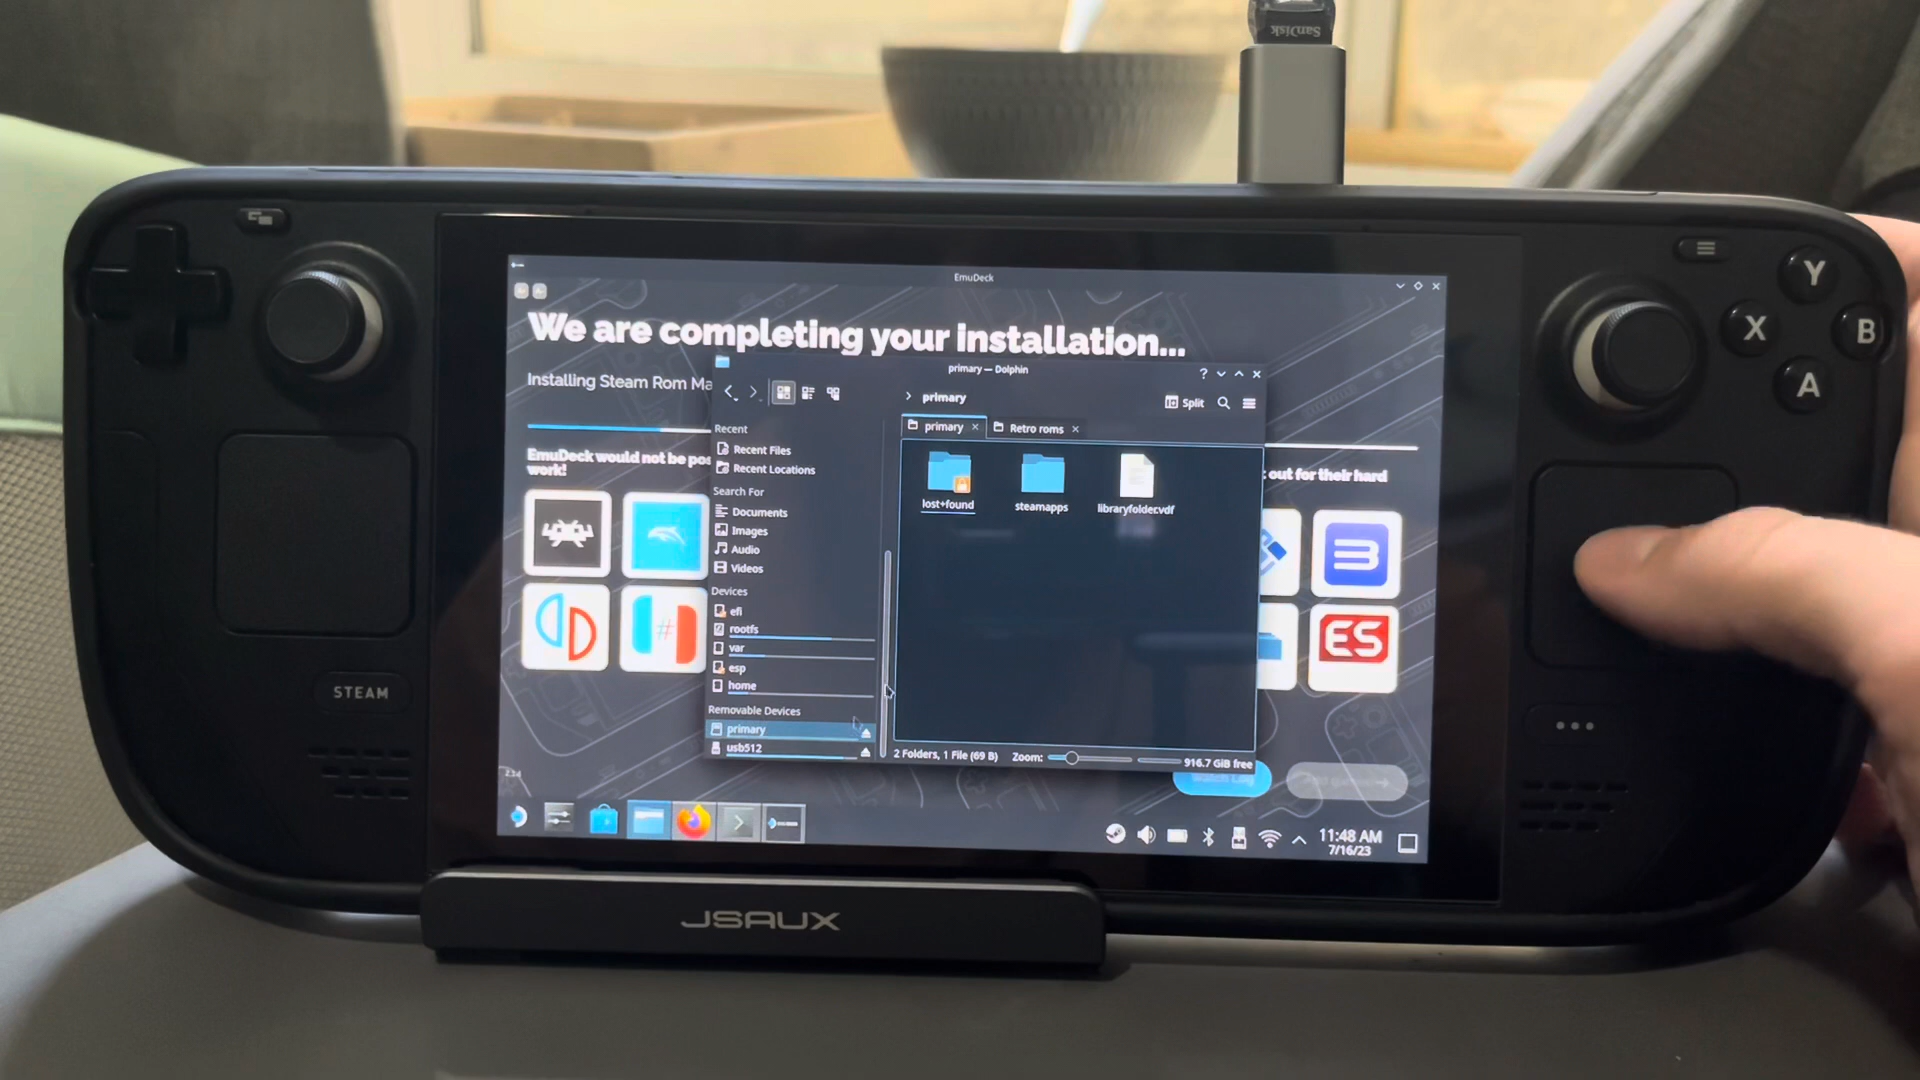 SanDisk
EmuDeck
We are completing your installation...
Installing Steam Rom Ma
EmuDeck would not be pos
work!
t out for their hard
primary — Dolphin
?
primary
Split
primary
Retro roms
Recent
Recent Files
Recent Locations
Search For
Documents
Images
Audio
Videos
Devices
efi
rootfs
var
esp
home
Removable Devices
primary
usb512
lost+found
steamapps
libraryfolder.vdf
2 Folders, 1 File (69 B)
Zoom:
916.7 GiB free
Watch Log
ES
11:48 AM
7/16/23
STEAM
Y
X
B
A
JSAUX